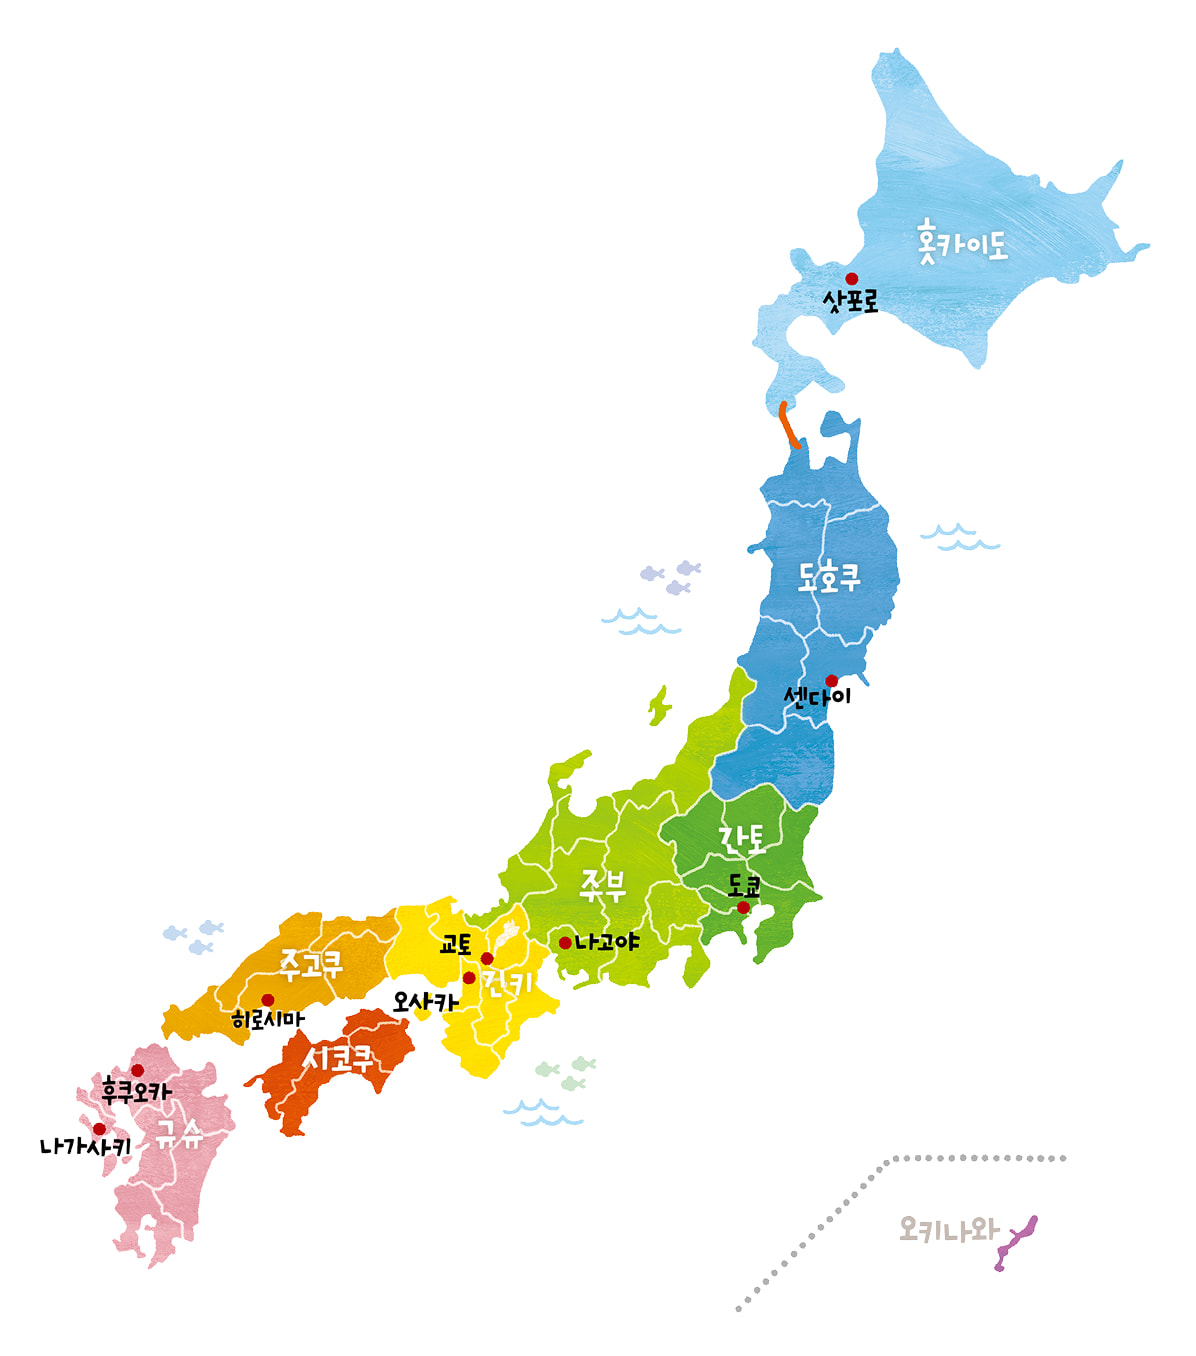 홋카이도
삿포로
도호쿠
센다이
간토
도쿄
주부
나고야
교토
긴키
오사카
주고쿠
히로시마
시코쿠
후쿠오카
규슈
나가사키
오키나와